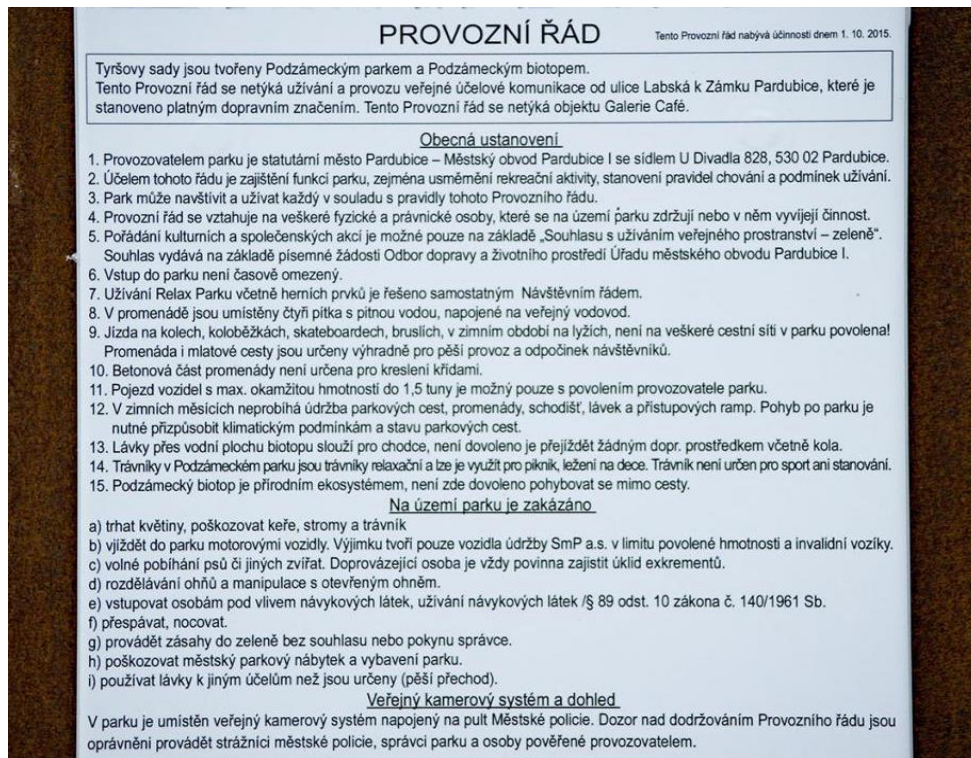 PROVOZNÍ ŘÁD
Tento Provozní řád nabývá účinnosti dnem 1. 10. 2015.
Tyršovy sady jsou tvořeny Podzámeckým parkem a Podzámeckým biotopem.
Tento Provozní řád se netýká užívání a provozu veřejné účelové komunikace od ulice Labská k Zámku Pardubice, které je
stanoveno platným dopravním značením. Tento Provozní řád se netýká objektu Galerie Café.
Obecná ustanovení
1. Provozovatelem parku je statutární město Pardubice – Městský obvod Pardubice I se sídlem U Divadla 828, 530 02 Pardubice.
2. Účelem tohoto řádu je zajištění funkcí parku, zejména usměrnění rekreační aktivity, stanovení pravidel chování a podmínek užívání.
3. Park může navštívit a užívat každý v souladu s pravidly tohoto Provozního řádu.
4. Provozní řád se vztahuje na veškeré fyzické a právnické osoby, které se na území parku zdržují nebo v něm vyvíjejí činnost.
5. Pořádání kulturních a společenských akcí je možné pouze na základě „Souhlasu s užíváním veřejného prostranství – zeleně“.
Souhlas vydává na základě písemné žádosti Odbor dopravy a životního prostředí Úřadu městského obvodu Pardubice I.
6. Vstup do parku není časově omezený.
7. Užívání Relax Parku včetně herních prvků je řešeno samostatným Návštěvním řádem.
8. V promenádě jsou umístěny čtyři pítka s pitnou vodou, napojené na veřejný vodovod.
9. Jízda na kolech, koloběžkách, skateboardech, bruslích, v zimním období na lyžích, není na veškeré cestní síti v parku povolena!
Promenáda i mlatové cesty jsou určeny výhradně pro pěší provoz a odpočinek návštěvníků.
10. Betonová část promenády není určena pro kreslení křídami.
11. Pojezd vozidel s max. okamžitou hmotností do 1,5 tuny je možný pouze s povolením provozovatele parku.
12. V zimních měsících neprobíhá údržba parkových cest, promenády, schodišť, lávek a přístupových ramp. Pohyb po parku je
nutné přizpůsobit klimatickým podmínkám a stavu parkových cest.
13. Lávky přes vodní plochu biotopu slouží pro chodce, není dovoleno je přejíždět žádným dopr. prostředkem včetně kola.
14. Trávníky v Podzámeckém parku jsou trávníky relaxační a lze je využít pro piknik, ležení na dece. Trávník není určen pro sport ani stanování.
15. Podzámecký biotop je přírodním ekosystémem, není zde dovoleno pohybovat se mimo cesty.
Na území parku je zakázáno
a) trhat květiny, poškozovat keře, stromy a trávník
b) vjíždět do parku motorovými vozidly. Výjimku tvoří pouze vozidla údržby SmP a.s. v limitu povolené hmotnosti a invalidní vozíky.
c) volné pobíhání psů či jiných zvířat. Doprovázející osoba je vždy povinna zajistit úklid exkrementů.
d) rozdělávání ohňů a manipulace s otevřeným ohněm.
e) vstupovat osobám pod vlivem návykových látek, užívání návykových látek /§ 89 odst. 10 zákona č. 140/1961 Sb.
f) přespávat, nocovat.
g) provádět zásahy do zeleně bez souhlasu nebo pokynu správce.
h) poškozovat městský parkový nábytek a vybavení parku.
i) používat lávky k jiným účelům než jsou určeny (pěší přechod).
Veřejný kamerový systém a dohled
V parku je umístěn veřejný kamerový systém napojený na pult Městské policie. Dozor nad dodržováním Provozního řádu jsou
oprávněni provádět strážníci městské policie, správci parku a osoby pověřené provozovatelem.